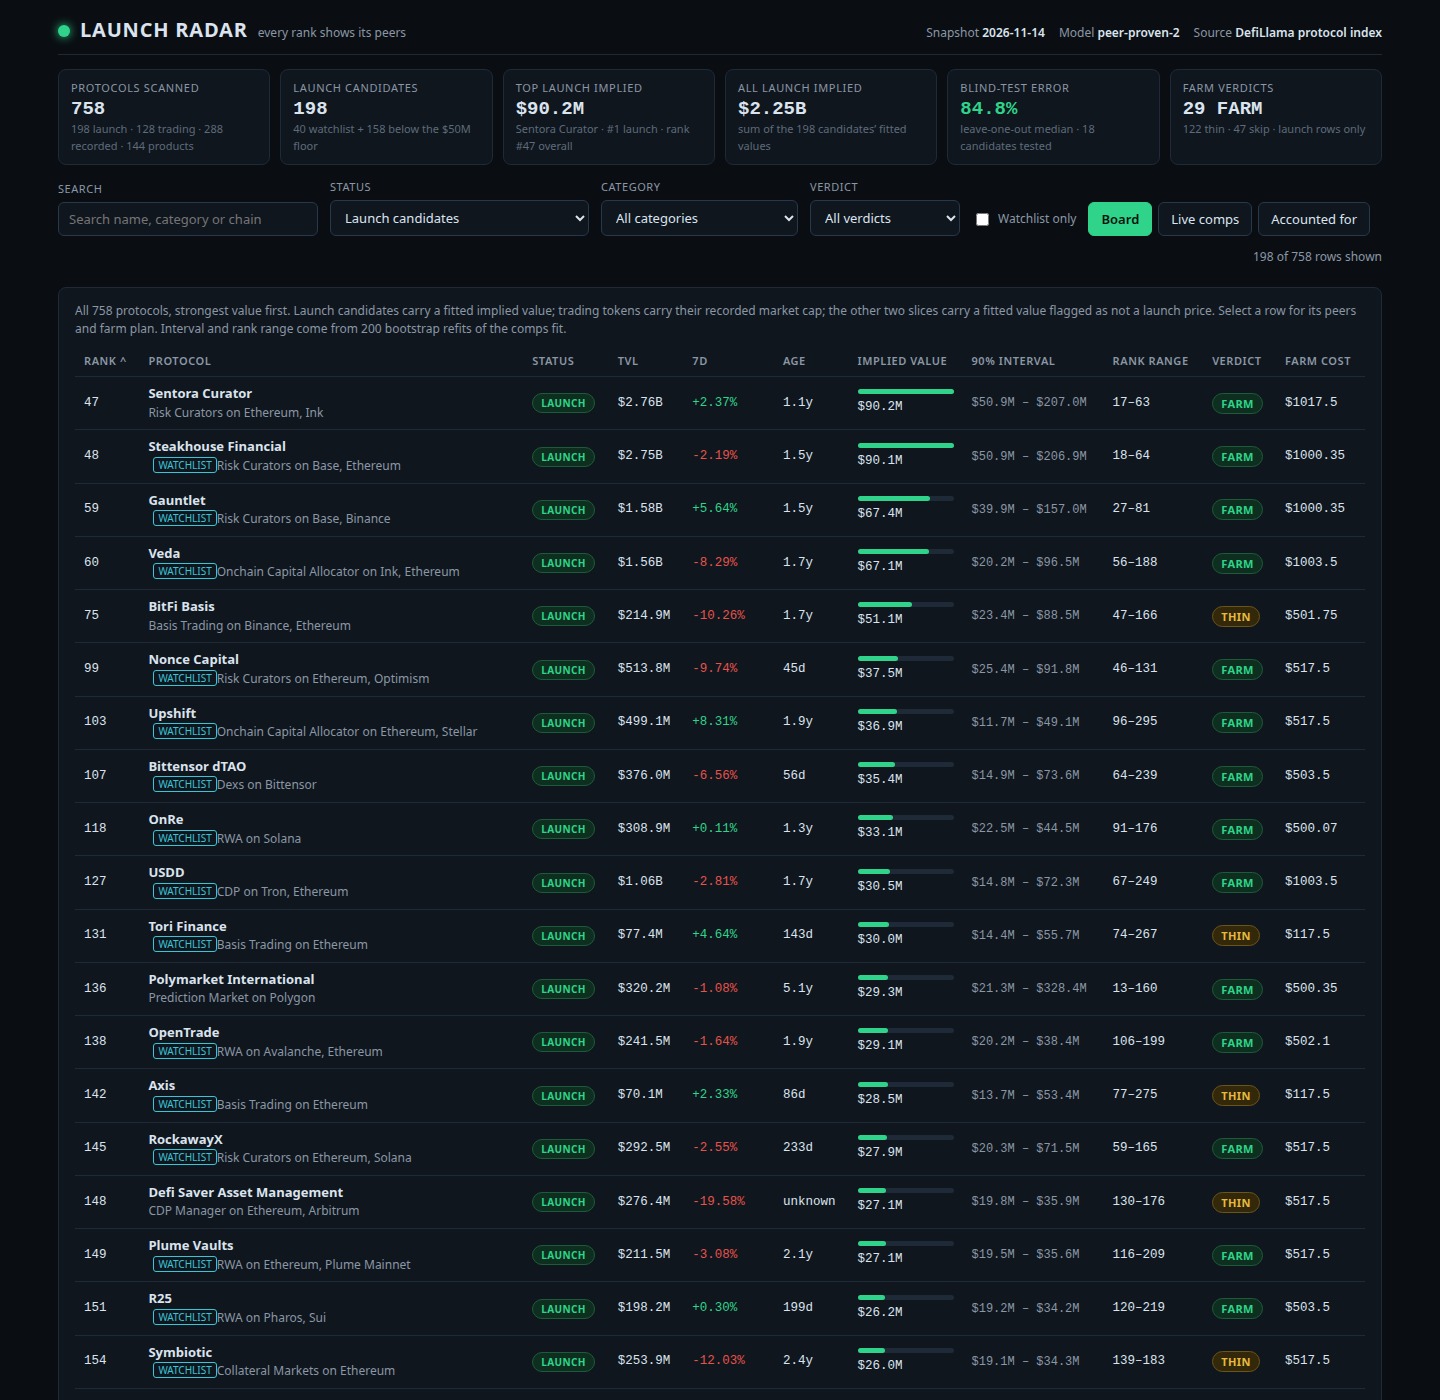 LAUNCH RADAR every rank shows its peers
Snapshot 2026-11-14 Model peer-proven-2 Source DefiLlama protocol index
PROTOCOLS SCANNED
758
198 launch · 128 trading · 288
recorded · 144 products
LAUNCH CANDIDATES
198
40 watchlist + 158 below the $50M
floor
TOP LAUNCH IMPLIED
$90.2M
Sentora Curator · #1 launch · rank
#47 overall
ALL LAUNCH IMPLIED
$2.25B
sum of the 198 candidates' fitted
values
BLIND-TEST ERROR
84.8%
leave-one-out median · 18
candidates tested
FARM VERDICTS
29 FARM
122 thin · 47 skip · launch rows only
SEARCH
Search name, category or chain
STATUS
Launch candidates
CATEGORY
All categories
VERDICT
All verdicts
Watchlist only
Board
Live comps
Accounted for
198 of 758 rows shown
All 758 protocols, strongest value first. Launch candidates carry a fitted implied value; trading tokens carry their recorded market cap; the other two slices carry a fitted value flagged as not a launch price. Select a row for its peers
and farm plan. Interval and rank range come from 200 bootstrap refits of the comps fit.
RANK ^ PROTOCOL STATUS TVL 7D AGE IMPLIED VALUE 90% INTERVAL RANK RANGE VERDICT FARM COST
47 Sentora Curator LAUNCH $2.76B +2.37% 1.1y $90.2M $50.9M – $207.0M 17–63 FARM $1017.5
Risk Curators on Ethereum, Ink
48 Steakhouse Financial LAUNCH $2.75B -2.19% 1.5y $90.1M $50.9M – $206.9M 18–64 FARM $1000.35
WATCHLIST Risk Curators on Base, Ethereum
59 Gauntlet LAUNCH $1.58B +5.64% 1.5y $67.4M $39.9M – $157.0M 27–81 FARM $1000.35
WATCHLIST Risk Curators on Base, Binance
60 Veda LAUNCH $1.56B -8.29% 1.7y $67.1M $20.2M – $96.5M 56–188 FARM $1003.5
WATCHLIST Onchain Capital Allocator on Ink, Ethereum
75 BitFi Basis LAUNCH $214.9M -10.26% 1.7y $51.1M $23.4M – $88.5M 47–166 THIN $501.75
Basis Trading on Binance, Ethereum
99 Nonce Capital LAUNCH $513.8M -9.74% 45d $37.5M $25.4M – $91.8M 46–131 FARM $517.5
WATCHLIST Risk Curators on Ethereum, Optimism
103 Upshift LAUNCH $499.1M +8.31% 1.9y $36.9M $11.7M – $49.1M 96–295 FARM $517.5
WATCHLIST Onchain Capital Allocator on Ethereum, Stellar
107 Bittensor dTAO LAUNCH $376.0M -6.56% 56d $35.4M $14.9M – $73.6M 64–239 FARM $503.5
WATCHLIST Dexs on Bittensor
118 OnRe LAUNCH $308.9M +0.11% 1.3y $33.1M $22.5M – $44.5M 91–176 FARM $500.07
WATCHLIST RWA on Solana
127 USDD LAUNCH $1.06B -2.81% 1.7y $30.5M $14.8M – $72.3M 67–249 FARM $1003.5
WATCHLIST CDP on Tron, Ethereum
131 Tori Finance LAUNCH $77.4M +4.64% 143d $30.0M $14.4M – $55.7M 74–267 THIN $117.5
WATCHLIST Basis Trading on Ethereum
136 Polymarket International LAUNCH $320.2M -1.08% 5.1y $29.3M $21.3M – $328.4M 13–160 FARM $500.35
Prediction Market on Polygon
138 OpenTrade LAUNCH $241.5M -1.64% 1.9y $29.1M $20.2M – $38.4M 106–199 FARM $502.1
WATCHLIST RWA on Avalanche, Ethereum
142 Axis LAUNCH $70.1M +2.33% 86d $28.5M $13.7M – $53.4M 77–275 THIN $117.5
WATCHLIST Basis Trading on Ethereum
145 RockawayX LAUNCH $292.5M -2.55% 233d $27.9M $20.3M – $71.5M 59–165 FARM $517.5
WATCHLIST Risk Curators on Ethereum, Solana
148 Defi Saver Asset Management LAUNCH $276.4M -19.58% unknown $27.1M $19.8M – $35.9M 130–176 THIN $517.5
CDP Manager on Ethereum, Arbitrum
149 Plume Vaults LAUNCH $211.5M -3.08% 2.1y $27.1M $19.5M – $35.6M 116–209 FARM $517.5
WATCHLIST RWA on Ethereum, Plume Mainnet
151 R25 LAUNCH $198.2M +0.30% 199d $26.2M $19.2M – $34.2M 120–219 FARM $503.5
WATCHLIST RWA on Pharos, Sui
154 Symbiotic LAUNCH $253.9M -12.03% 2.4y $26.0M $19.1M – $34.3M 139–183 THIN $517.5
WATCHLIST Collateral Markets on Ethereum